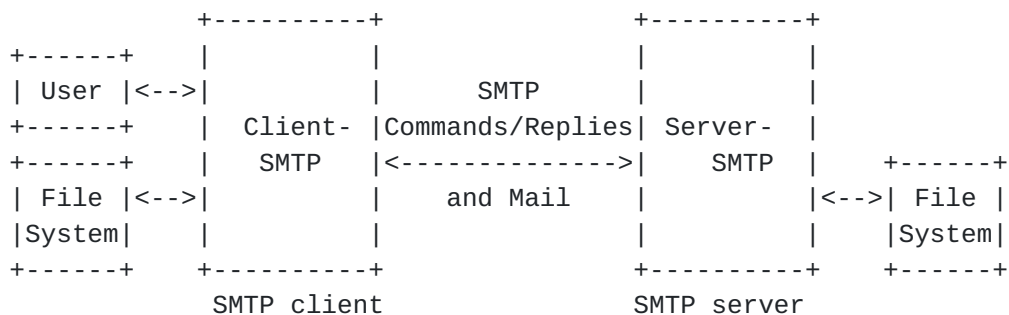 +----------+                +----------+
  +------+    |          |                |          |
  | User |<-->|          |      SMTP      |          |
  +------+    |  Client- |Commands/Replies| Server-  |
  +------+    |   SMTP   |<-------------->|    SMTP  |    +------+
  | File |<-->|          |    and Mail    |          |<-->| File |
  |System|    |          |                |          |    |System|
  +------+    +----------+                +----------+    +------+
               SMTP client                SMTP server